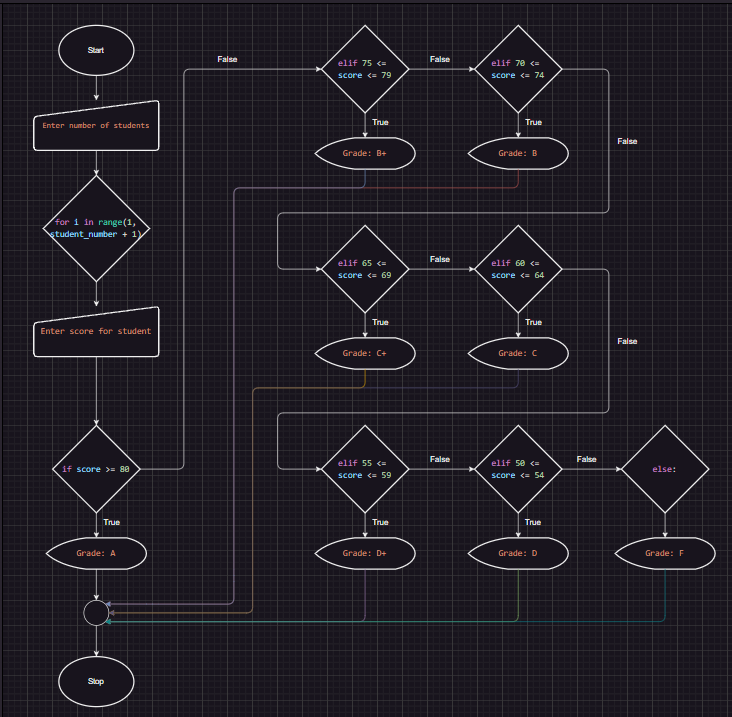 Start
Enter number of students
for i in range(1,
student_number + 1)
Enter score for student
if score >= 80
True
Grade: A
Stop
False
elif 75 <=
score <= 79
False
elif 70 <=
score <= 74
True
True
False
Grade: B+
Grade: B
elif 65 <=
score <= 69
False
elif 60 <=
score <= 64
True
True
False
Grade: C+
Grade: C
elif 55 <=
score <= 59
False
elif 50 <=
score <= 54
False
else:
True
True
Grade: D+
Grade: D
Grade: F